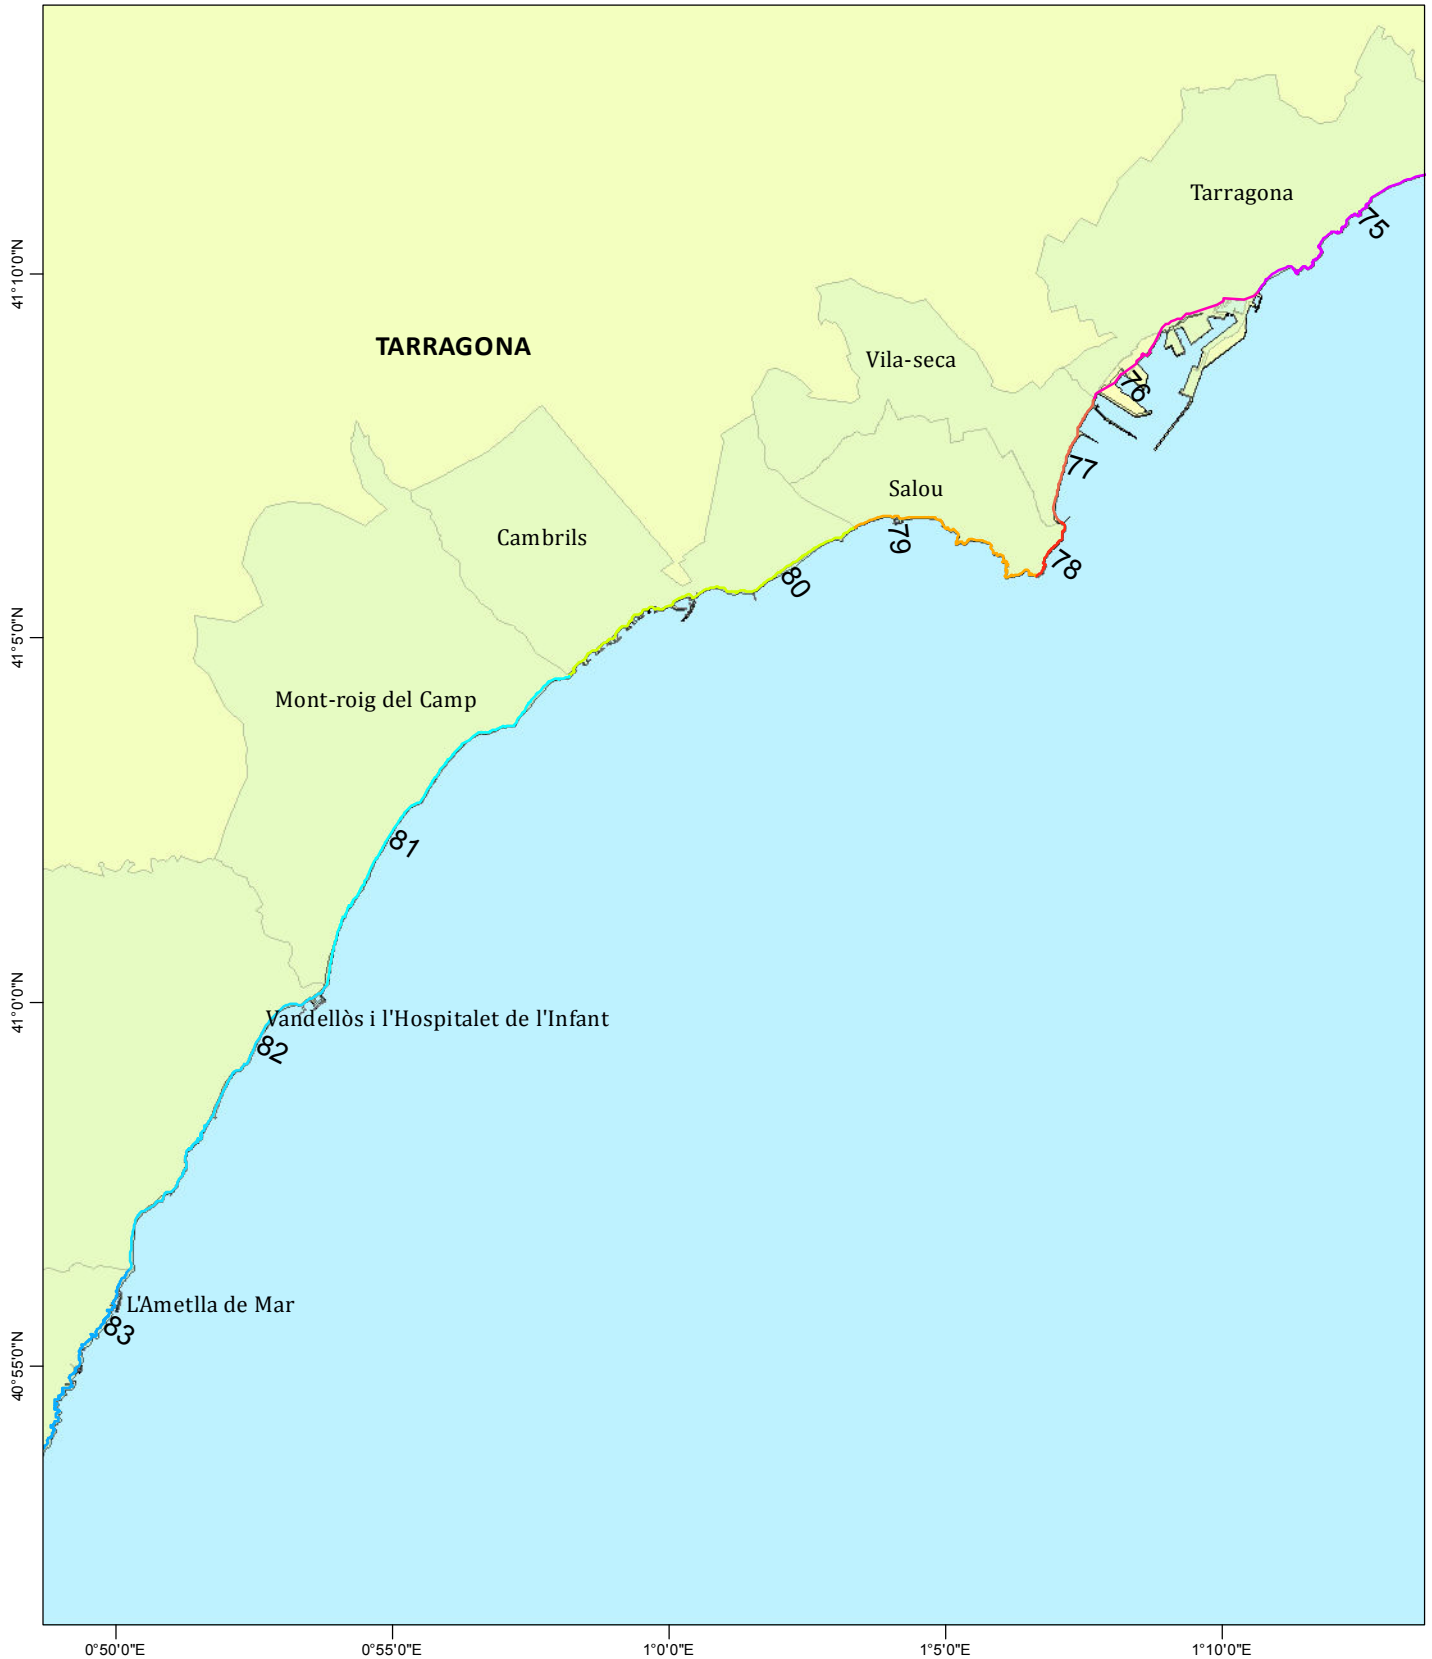 Tarragona
75
41°10'0"N
TARRAGONA
Vila-seca
76
77
Salou
79
Cambrils
78
80
41°5'0"N
Mont-roig del Camp
81
41°0'0"N
Vandellòs i l'Hospitalet de l'Infant
82
L'Ametlla de Mar
83
40°55'0"N
0°50'0"E
0°55'0"E
1°0'0"E
1°5'0"E
1°10'0"E